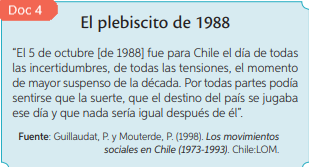 Doc 4
El plebiscito de 1988
“El 5 de octubre [de 1988] fue para Chile el día de todas
las incertidumbres, de todas las tensiones, el momento
de mayor suspenso de la década. Por todas partes podía
sentirse que la suerte, que el destino del país se jugaba
ese día y que nada sería igual después de él”.
Fuente: Guillaudat, P. y Mouterde, P. (1998). Los movimientos
sociales en Chile (1973-1993). Chile:LOM.